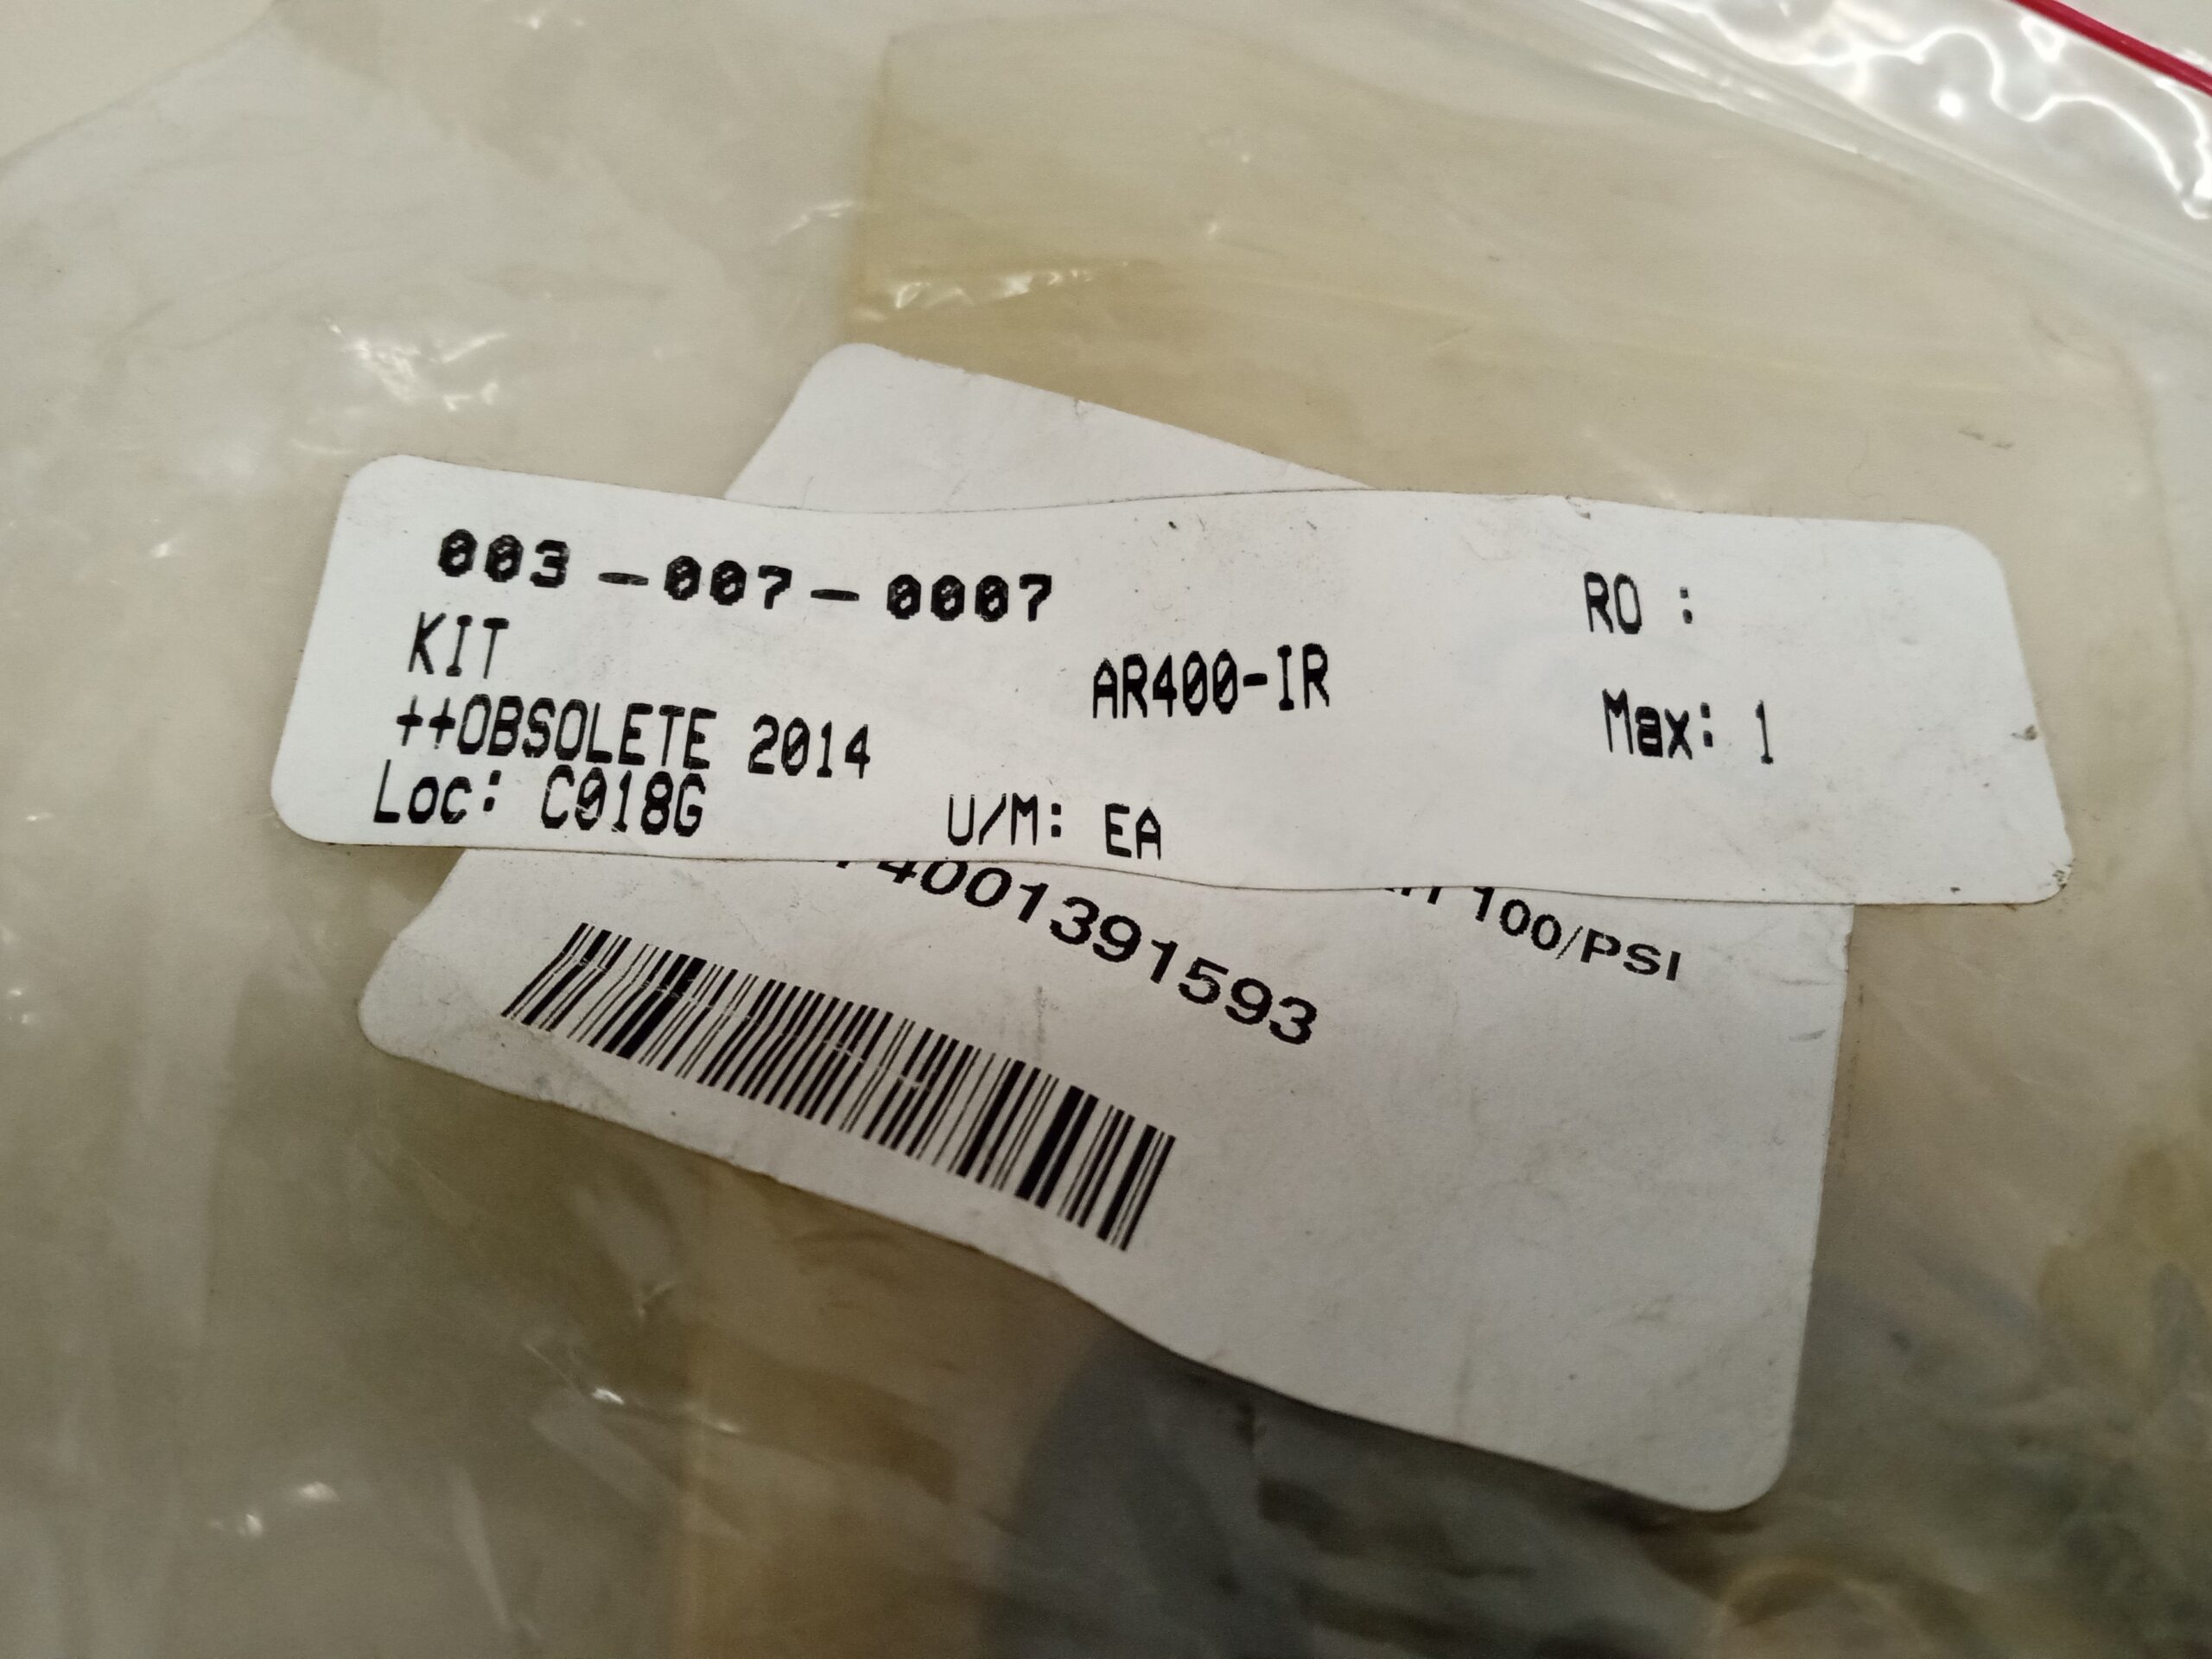 003-007-0007
RO :
KIT
AR400-IR
++OBSOLETE 2014
Max: 1
Loc: C018G
U/M: EA
4001391593
100/PSI